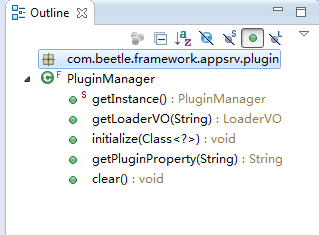 Outline
com.beetle.framework.appsrv.plugin
PluginManager
getInstance() : PluginManager
getLoaderVO(String) : LoaderVO
initialize(Class<?>) : void
getPluginProperty(String) : String
clear() : void